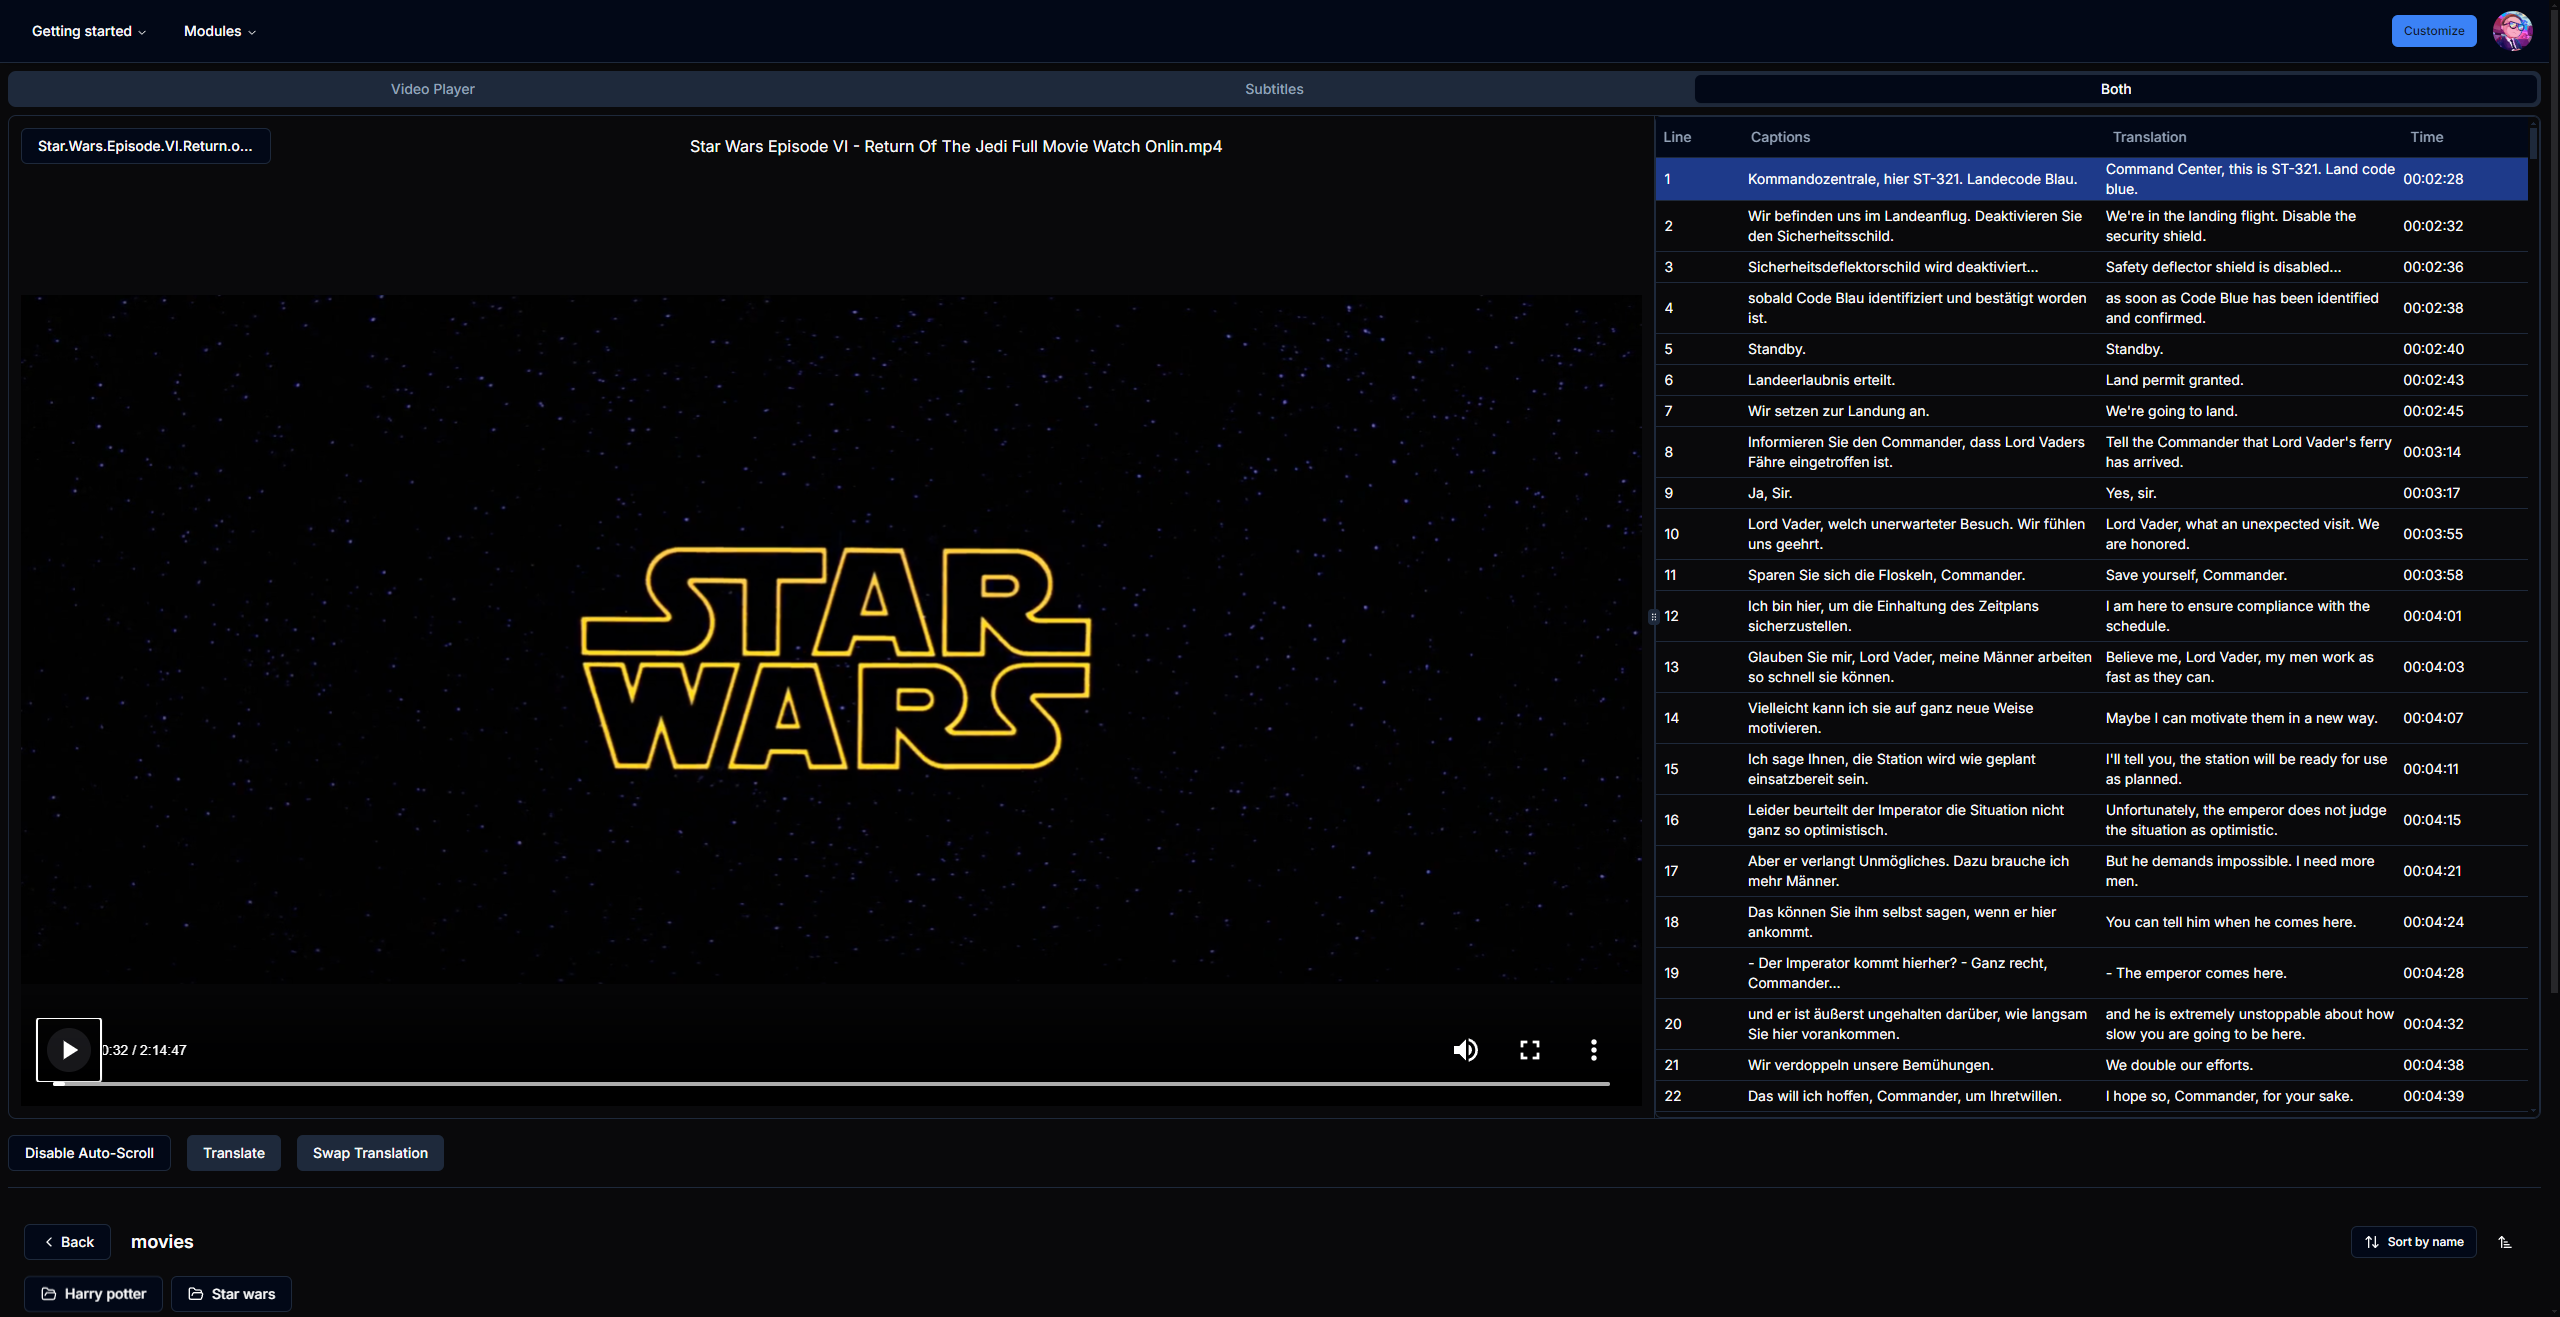 Getting started
Modules
Customize
Video Player
Subtitles
Both
Star.Wars.Episode.VI.Return.o...
Star Wars Episode VI - Return Of The Jedi Full Movie Watch Onlin.mp4
STAR
WARS
0:32 / 2:14:47
Line Captions Translation Time
1 Kommandozentrale, hier ST-321. Landecode Blau. Command Center, this is ST-321. Land code 00:02:28
blue.
2 Wir befinden uns im Landeanflug. Deaktivieren Sie We're in the landing flight. Disable the 00:02:32
den Sicherheitsschild. security shield.
3 Sicherheitsdeflektorschild wird deaktiviert... Safety deflector shield is disabled... 00:02:36
4 sobald Code Blau identifiziert und bestätigt worden as soon as Code Blue has been identified 00:02:38
ist. and confirmed.
5 Standby. Standby. 00:02:40
6 Landeerlaubnis erteilt. Land permit granted. 00:02:43
7 Wir setzen zur Landung an. We're going to land. 00:02:45
8 Informieren Sie den Commander, dass Lord Vaders Tell the Commander that Lord Vader's ferry 00:03:14
Fähre eingetroffen ist. has arrived.
9 Ja, Sir. Yes, sir. 00:03:17
10 Lord Vader, welch unerwarteter Besuch. Wir fühlen Lord Vader, what an unexpected visit. We 00:03:55
uns geehrt. are honored.
11 Sparen Sie sich die Floskeln, Commander. Save yourself, Commander. 00:03:58
12 Ich bin hier, um die Einhaltung des Zeitplans I am here to ensure compliance with the 00:04:01
sicherzustellen. schedule.
13 Glauben Sie mir, Lord Vader, meine Männer arbeiten Believe me, Lord Vader, my men work as 00:04:03
so schnell sie können. fast as they can.
14 Vielleicht kann ich sie auf ganz neue Weise Maybe I can motivate them in a new way. 00:04:07
motivieren.
15 Ich sage Ihnen, die Station wird wie geplant I'll tell you, the station will be ready for use 00:04:11
einsatzbereit sein. as planned.
16 Leider beurteilt der Imperator die Situation nicht Unfortunately, the emperor does not judge 00:04:15
ganz so optimistisch. the situation as optimistic.
17 Aber er verlangt Unmögliches. Dazu brauche ich But he demands impossible. I need more 00:04:21
mehr Männer. men.
18 Das können Sie ihm selbst sagen, wenn er hier You can tell him when he comes here. 00:04:24
ankommt.
19 - Der Imperator kommt hierher? - Ganz recht, - The emperor comes here. 00:04:28
Commander...
20 und er ist äußerst ungehalten darüber, wie langsam and he is extremely unstoppable about how 00:04:32
Sie hier vorankommen. slow you are going to be here.
21 Wir verdoppeln unsere Bemühungen. We double our efforts. 00:04:38
22 Das will ich hoffen, Commander, um Ihretwillen. I hope so, Commander, for your sake. 00:04:39
Disable Auto-Scroll
Translate
Swap Translation
Back
movies
Sort by name
Harry potter
Star wars